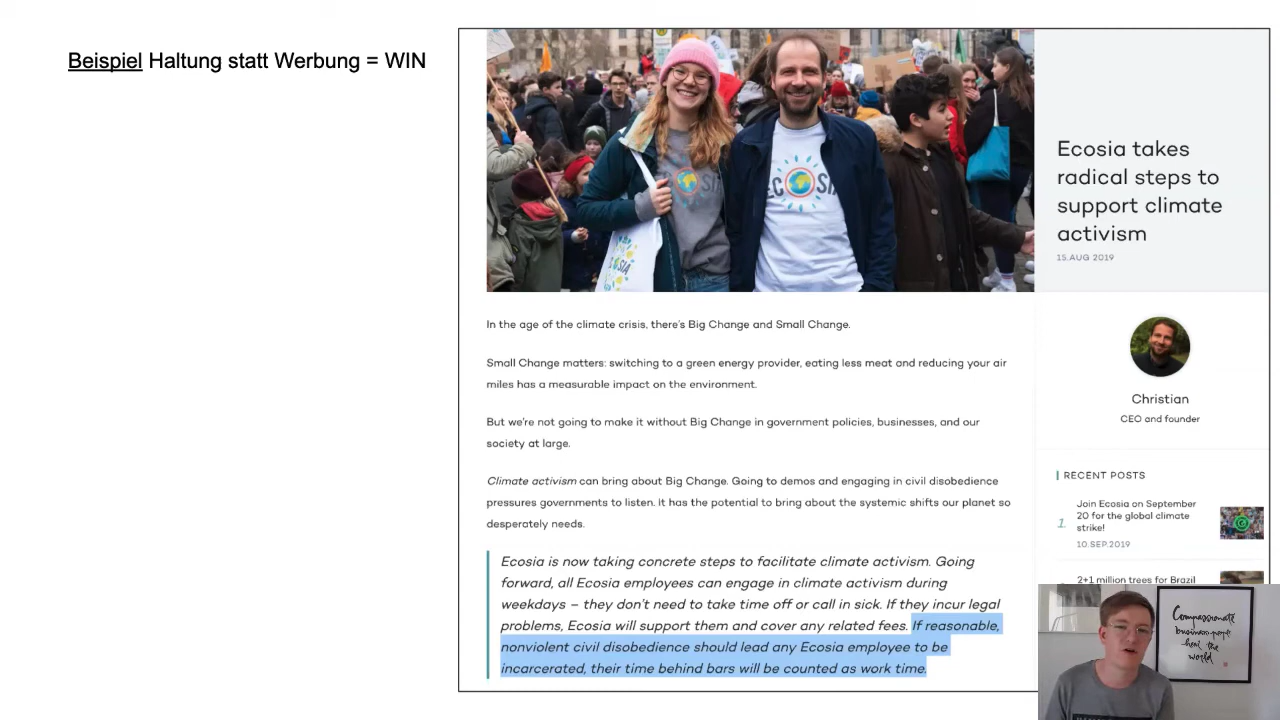 Beispiel Haltung statt Werbung = WIN
ECOSIA
Ecosia takes
radical steps to
support climate
activism
15.AUG 2019
In the age of the climate crisis, there's Big Change and Small Change.
Small Change matters: switching to a green energy provider, eating less meat and reducing your air
miles has a measurable impact on the environment.
But we're not going to make it without Big Change in government policies, businesses, and our
society at large.
Climate activism can bring about Big Change. Going to demos and engaging in civil disobedience
pressures governments to listen. It has the potential to bring about the systemic shifts our planet so
desperately needs.
Ecosia is now taking concrete steps to facilitate climate activism. Going
forward, all Ecosia employees can engage in climate activism during
weekdays – they don't need to take time off or call in sick. If they incur legal
problems, Ecosia will support them and cover any related fees. If reasonable,
nonviolent civil disobedience should lead any Ecosia employee to be
incarcerated, their time behind bars will be counted as work time.
Christian
CEO and founder
RECENT POSTS
1.
Join Ecosia on September
20 for the global climate
strike!
10.SEP.2019
2+1 million trees for Brazil
Compassionate
business people
heal the
world